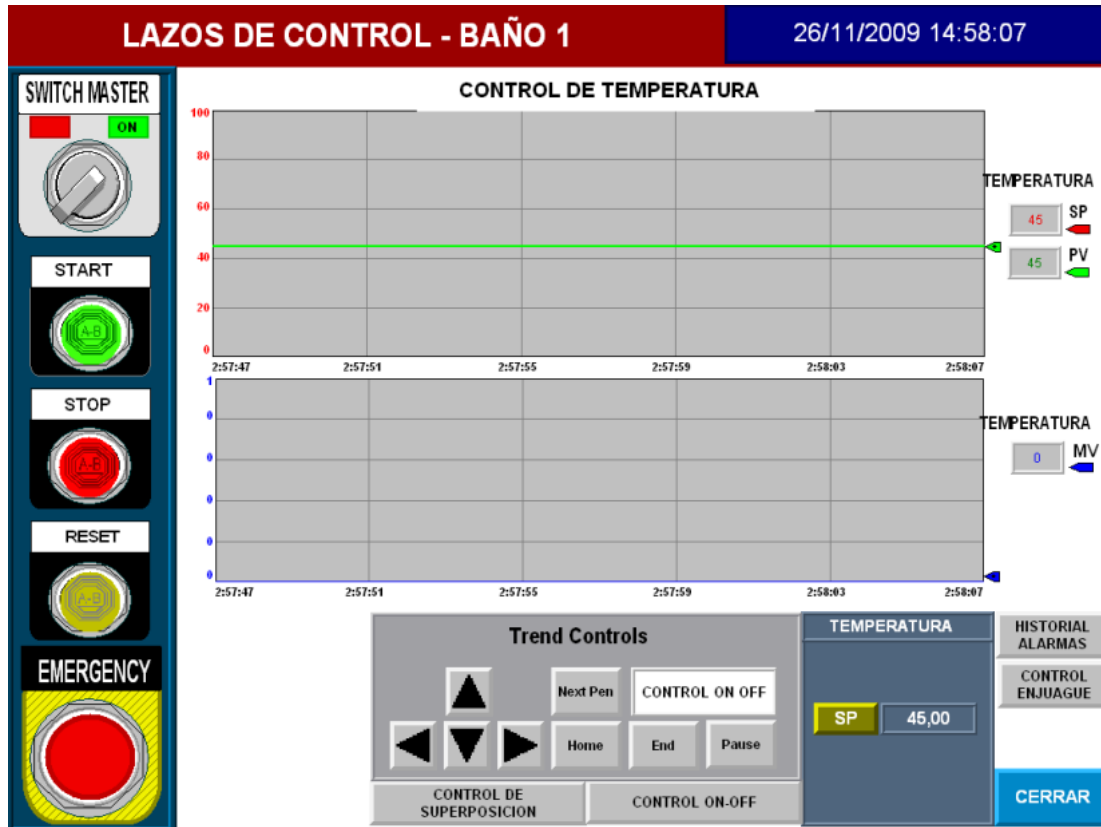 LAZOS DE CONTROL - BAÑO 1
26/11/2009 14:58:07
SWITCH MASTER
ON
START
A-B
STOP
A-B
RESET
A-B
EMERGENCY
CONTROL DE TEMPERATURA
100
80
60
40
20
0
2:57:47 2:57:51 2:57:55 2:57:59 2:58:03 2:58:07
TEMPERATURA
45 SP
45 PV
1
0
0
0
0
0
2:57:47 2:57:51 2:57:55 2:57:59 2:58:03 2:58:07
TEMPERATURA
0 MV
Trend Controls
Next Pen
CONTROL ON OFF
Home
End
Pause
CONTROL DE
SUPERPOSICION
CONTROL ON-OFF
TEMPERATURA
SP 45,00
HISTORIAL
ALARMAS
CONTROL
ENJUAGUE
CERRAR